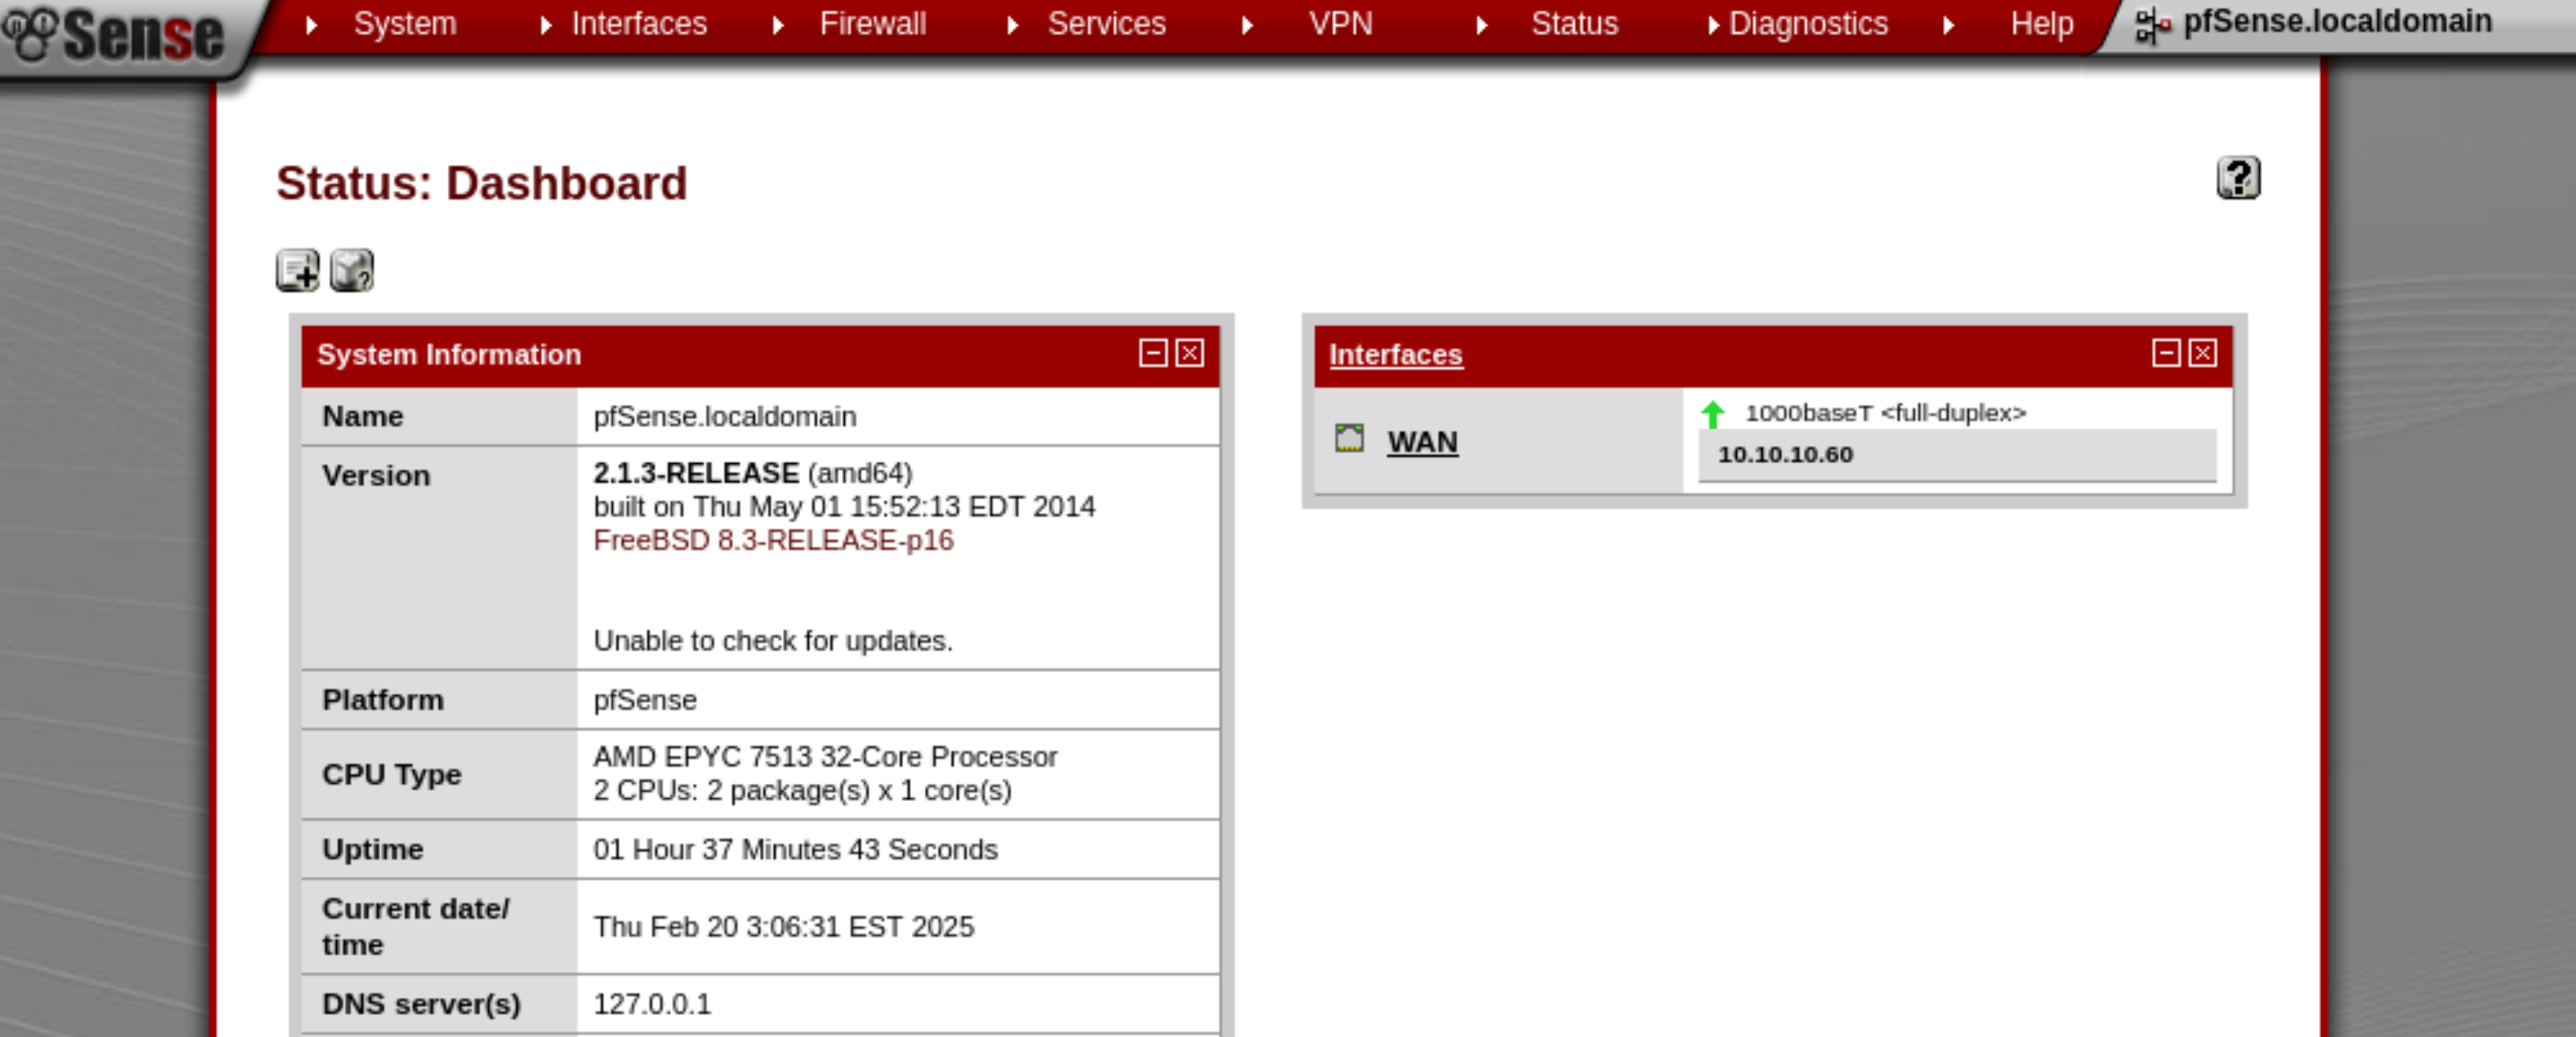 Sense
System Interfaces Firewall Services VPN Status Diagnostics Help pfSense.localdomain
Status: Dashboard
System Information
Name pfSense.localdomain
Version 2.1.3-RELEASE (amd64)
built on Thu May 01 15:52:13 EDT 2014
FreeBSD 8.3-RELEASE-p16
Unable to check for updates.
Platform pfSense
CPU Type AMD EPYC 7513 32-Core Processor
2 CPUs: 2 package(s) x 1 core(s)
Uptime 01 Hour 37 Minutes 43 Seconds
Current date/
time Thu Feb 20 3:06:31 EST 2025
DNS server(s) 127.0.0.1
Interfaces
WAN 1000baseT <full-duplex>
10.10.10.60